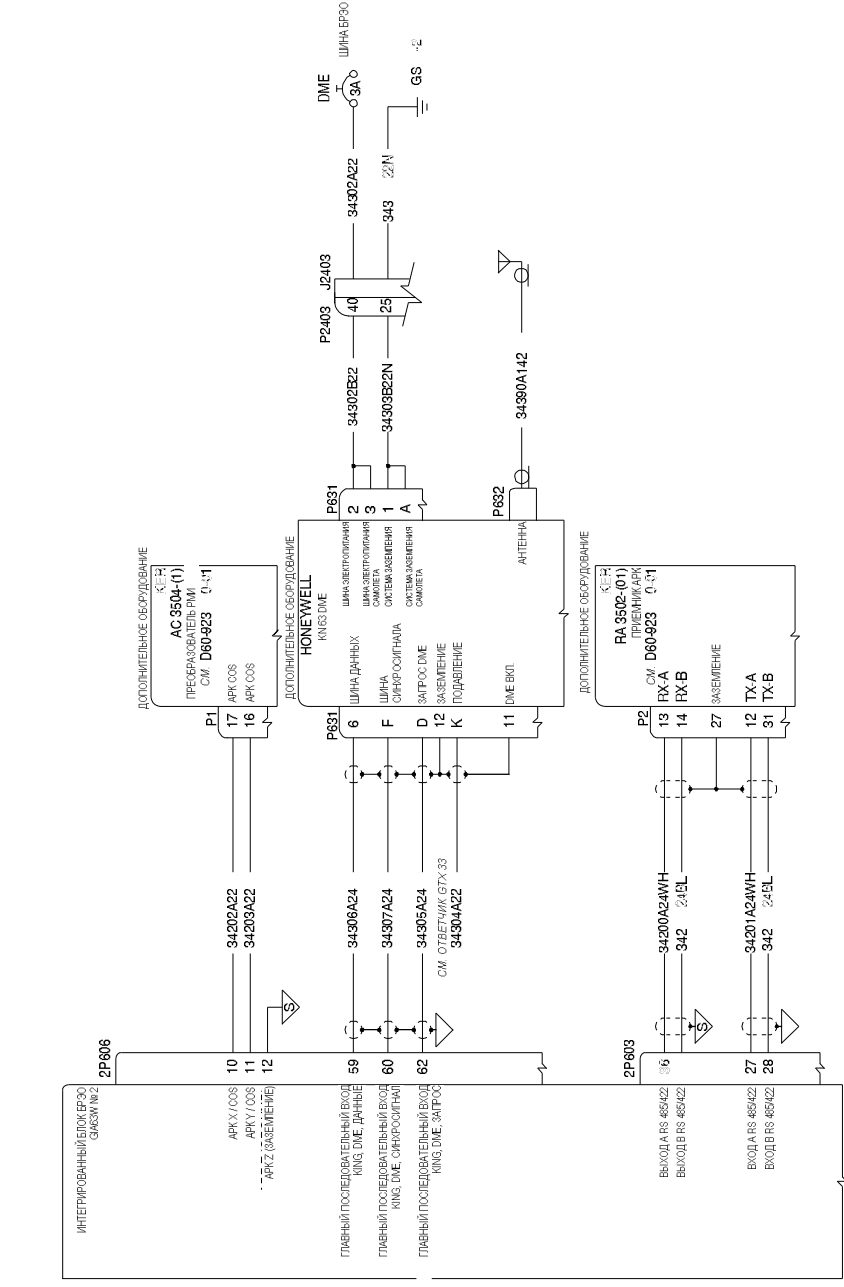 ИНТЕГРИРОВАННЫЙ БЛОК БРЭО
GIA63W № 2
2P606
АРК X / COS
10
34202A22
17
АРК COS
АРК Y / COS
11
34203A22
16
АРК COS
АРК Z (ЗАЗЕМЛЕНИЕ)
12
S
P1
ДОПОЛНИТЕЛЬНОЕ ОБОРУДОВАНИЕ
AC 3504-(1)
ПРЕОБРАЗОВАТЕЛЬ РМИ
СМ. D60-923
ГЛАВНЫЙ ПОСЛЕДОВАТЕЛЬНЫЙ ВХОД
KING, DME, ДАННЫЕ
59
34306A24
6
ШИНА ДАННЫХ
ГЛАВНЫЙ ПОСЛЕДОВАТЕЛЬНЫЙ ВХОД
KING, DME, СИНХРОСИГНАЛ
60
34307A24
F
ШИНА
СИНХРОСИГНАЛА
ГЛАВНЫЙ ПОСЛЕДОВАТЕЛЬНЫЙ ВХОД
KING, DME, ЗАПРОС
62
34305A24
D
ЗАПРОС DME
12
ЗАЗЕМЛЕНИЕ
СМ. ОТВЕТЧИК GTX 33
34304A22
K
ПОДАВЛЕНИЕ
11
DME ВКЛ.
P631
ДОПОЛНИТЕЛЬНОЕ ОБОРУДОВАНИЕ
HONEYWELL
KN 63 DME
P631
ШИНА ЭЛЕКТРОПИТАНИЯ
2
ШИНА ЭЛЕКТРОПИТАНИЯ
САМОЛЕТА
3
СИСТЕМА ЗАЗЕМЛЕНИЯ
1
СИСТЕМА ЗАЗЕМЛЕНИЯ
САМОЛЕТА
A
34302B22
34303B22N
P2403
J2403
40
25
34302A22
343
22N
DME
3A
ШИНА БРЭО
GS
АНТЕННА
P632
34390A142
2P603
ВЫХОД A RS 485/422
34200A24WH
13
RX-A
ВЫХОД B RS 485/422
342
24BL
14
RX-B
27
ЗАЗЕМЛЕНИЕ
S
ВХОД A RS 485/422
27
34201A24WH
12
TX-A
ВХОД B RS 485/422
28
342
24BL
31
TX-B
P2
ДОПОЛНИТЕЛЬНОЕ ОБОРУДОВАНИЕ
RA 3502-(01)
ПРИЕМНИК АРК
СМ. D60-923